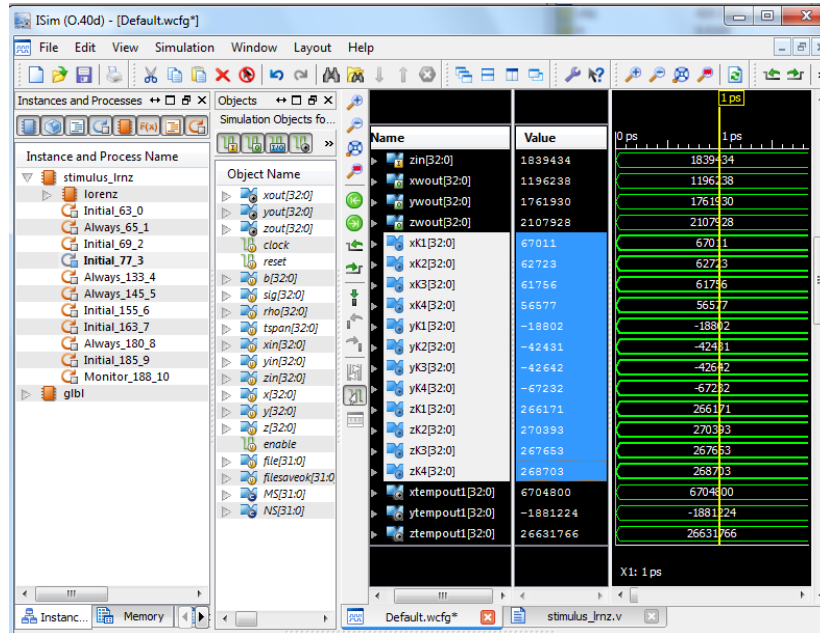 ISim (O.40d) - [Default.wcfg*]
File Edit View Simulation Window Layout Help
Instances and Processes
F(x)
Instance and Process Name
stimulus_lrnz
lorenz
Initial_63_0
Always_65_1
Initial_69_2
Initial_77_3
Always_133_4
Always_145_5
Initial_155_6
Initial_163_7
Always_180_8
Initial_185_9
Monitor_188_10
glbl
Instanc... Memory
Objects
Simulation Objects fo...
»
Object Name
xout[32:0]
yout[32:0]
zout[32:0]
clock
reset
b[32:0]
sig[32:0]
rho[32:0]
tspan[32:0]
xin[32:0]
yin[32:0]
zin[32:0]
x[32:0]
y[32:0]
z[32:0]
enable
file[31:0]
filesaveok[31:0
MS[31:0]
NS[31:0]
1 ps
Name Value 0 ps 1 ps
zin[32:0] 1839434 1839434
xwout[32:0] 1196238 1196238
ywout[32:0] 1761930 1761930
zwout[32:0] 2107928 2107928
xK1[32:0] 67011 67011
xK2[32:0] 62723 62723
xK3[32:0] 61756 61756
xK4[32:0] 56577 56577
yK1[32:0] -18802 -18802
yK2[32:0] -42431 -42431
yK3[32:0] -42642 -42642
yK4[32:0] -67232 -67232
zK1[32:0] 266171 266171
zK2[32:0] 270393 270393
zK3[32:0] 267653 267653
zK4[32:0] 268703 268703
xtempout1[32:0] 6704800 6704800
ytempout1[32:0] -1881224 -1881224
ztempout1[32:0] 26631766 26631766
X1: 1 ps
Default.wcfg* stimulus_lrnz.v